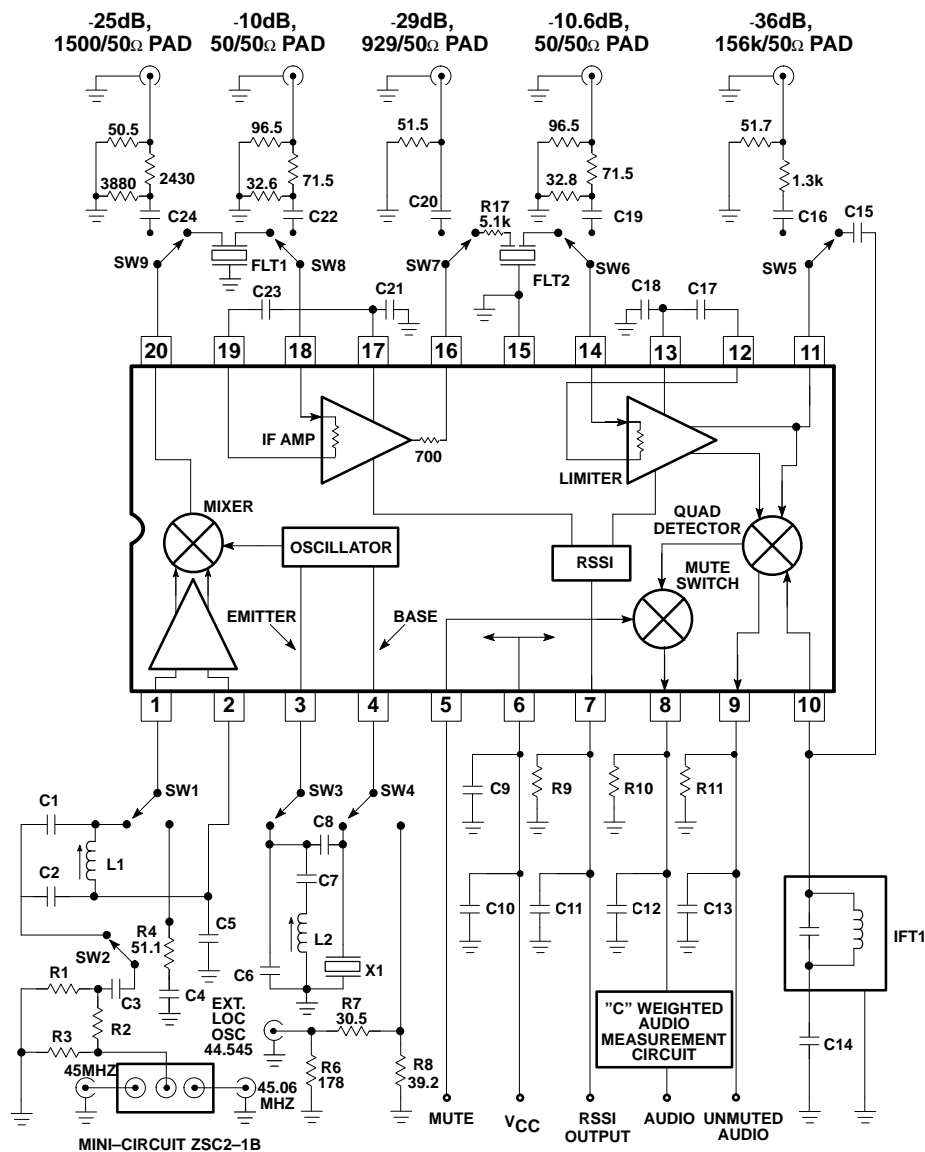 -25dB,
1500/50Ω PAD
-10dB,
50/50Ω PAD
-29dB,
929/50Ω PAD
-10.6dB,
50/50Ω PAD
-36dB,
156k/50Ω PAD
50.5
2430
3880
C24
96.5
71.5
32.6
C22
51.5
C20
96.5
71.5
32.8
C19
51.7
1.3k
C16
C15
R17
5.1k
SW9
FLT1
SW8
SW7
FLT2
SW6
SW5
C23
C21
C18
C17
20
19
18
17
16
15
14
13
12
11
IF AMP
700
LIMITER
MIXER
OSCILLATOR
RSSI
QUAD
DETECTOR
MUTE
SWITCH
EMITTER
BASE
1
2
3
4
5
6
7
8
9
10
SW1
SW3
SW4
C1
L1
C2
C5
R4
51.1
C4
SW2
C3
R1
R2
R3
C8
C7
L2
C6
X1
C9
R9
R10
R11
C10
C11
C12
C13
IFT1
C14
EXT.
LOC
OSC
44.545
R7
30.5
R6
178
R8
39.2
"C" WEIGHTED
AUDIO
MEASUREMENT
CIRCUIT
45MHZ
45.06
MHZ
MINI–CIRCUIT ZSC2–1B
MUTE
VCC
RSSI
OUTPUT
AUDIO
UNMUTED
AUDIO